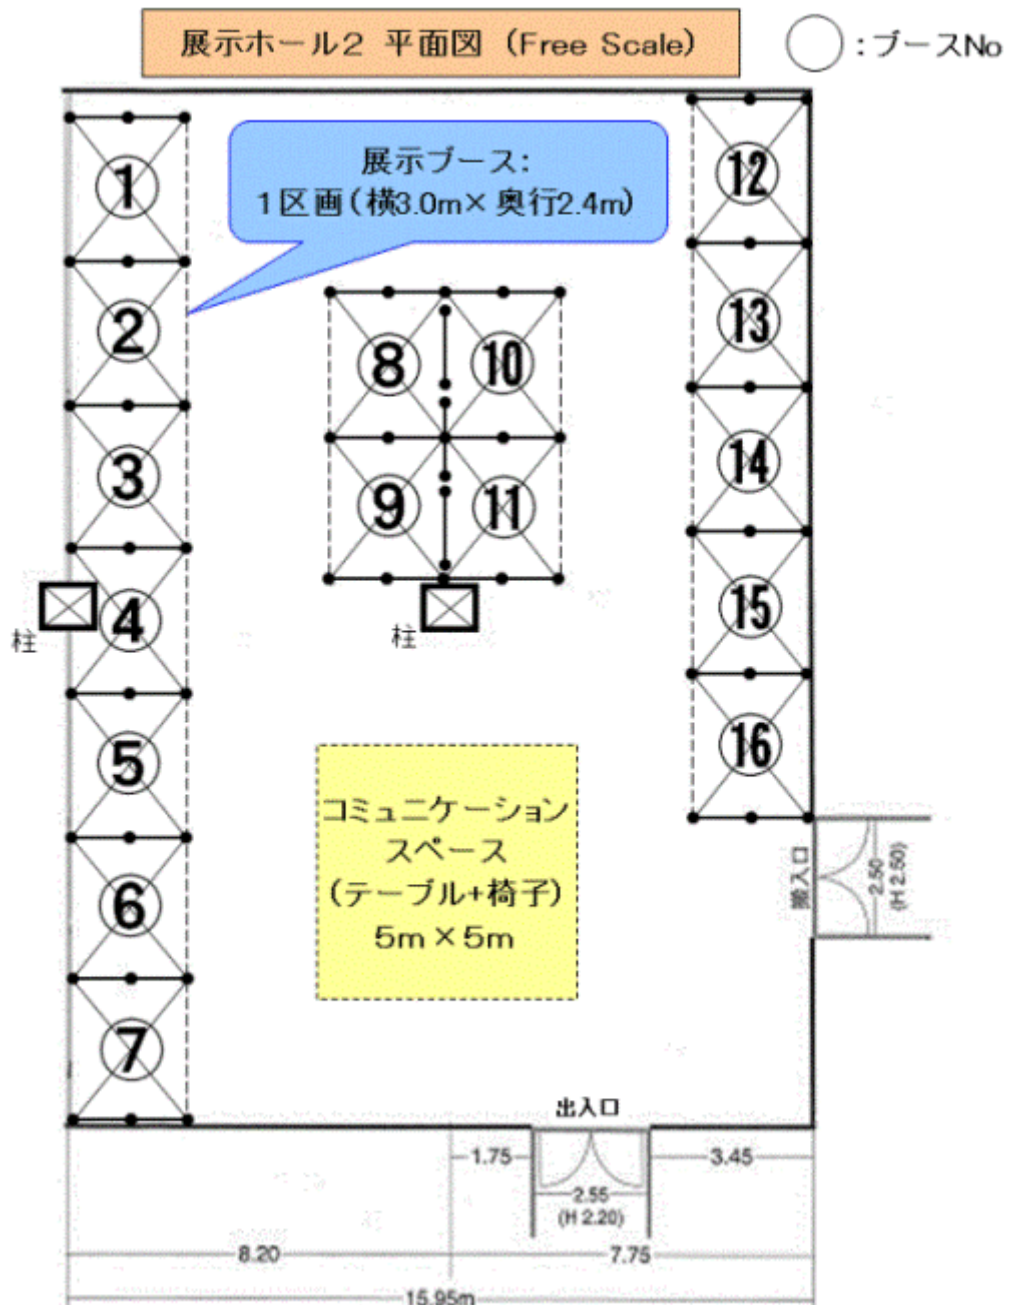 展示ホール2 平面図 (Free Scale)
:ブースNo
展示ブース:
1区画(横3.0m×奥行2.4m)
1
2
3
4
5
6
7
8
9
10
11
12
13
14
15
16
柱
柱
コミュニケーション
スペース
(テーブル+椅子)
5m×5m
搬入口
2.50
(H 2.50)
出入口
1.75
3.45
2.55
(H 2.20)
8.20
7.75
15.95m